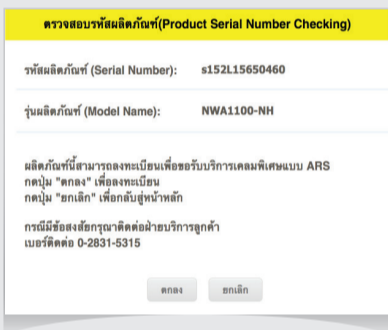 ตรวจสอบรหัสผลิตภัณฑ์(Product Serial Number Checking)
รหัสผลิตภัณฑ์ (Serial Number): s152L15650460
รุ่นผลิตภัณฑ์ (Model Name): NWA1100-NH
ผลิตภัณฑ์นี้สามารถลงทะเบียนเพื่อขอรับบริการเคลมพิเศษแบบ ARS
กดปุ่ม "ตกลง" เพื่อลงทะเบียน
กดปุ่ม "ยกเลิก" เพื่อกลับสู่หน้าหลัก
กรณีมีข้อสงสัยกรุณาติดต่อฝ่ายบริการลูกค้า
เบอร์ติดต่อ 0-2831-5315
ตกลง ยกเลิก